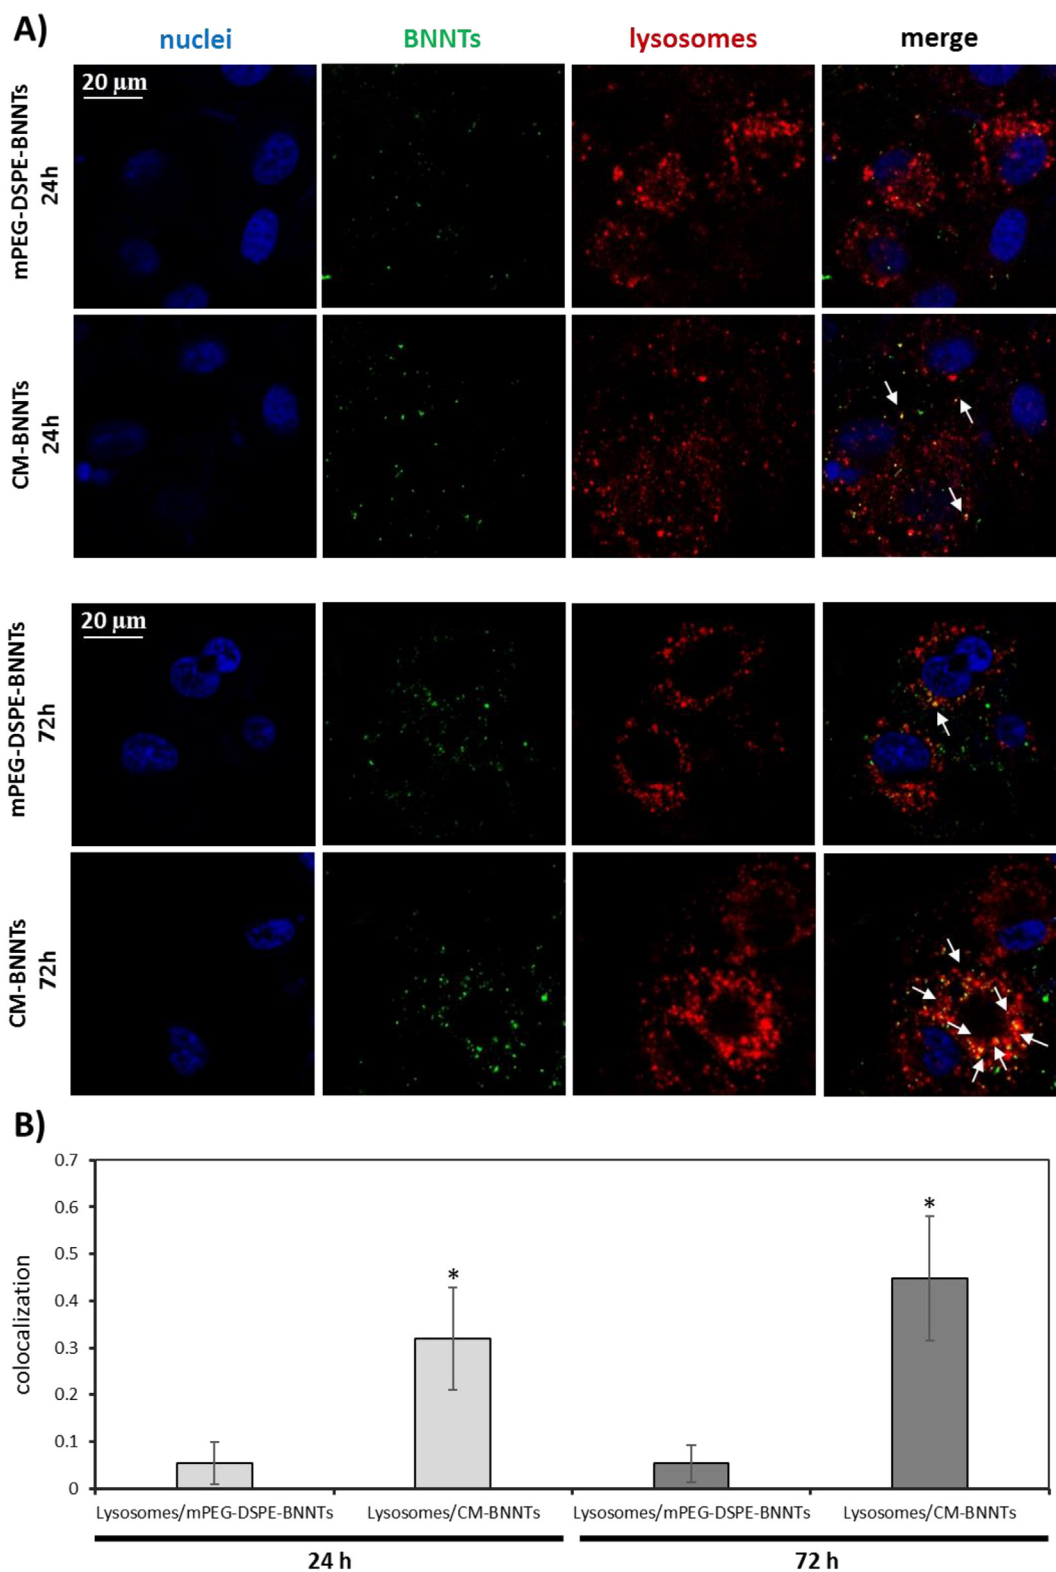 A)
nuclei BNNTs lysosomes merge
mPEG-DSPE-BNNTs
24h
20 µm
CM-BNNTs
24h
mPEG-DSPE-BNNTs
72h
20 µm
CM-BNNTs
72h
B)
colocalization
0.7
0.6
*
0.5
*
0.4
0.3
0.2
0.1
0
Lysosomes/mPEG-DSPE-BNNTs Lysosomes/CM-BNNTs Lysosomes/mPEG-DSPE-BNNTs Lysosomes/CM-BNNTs
24 h 72 h